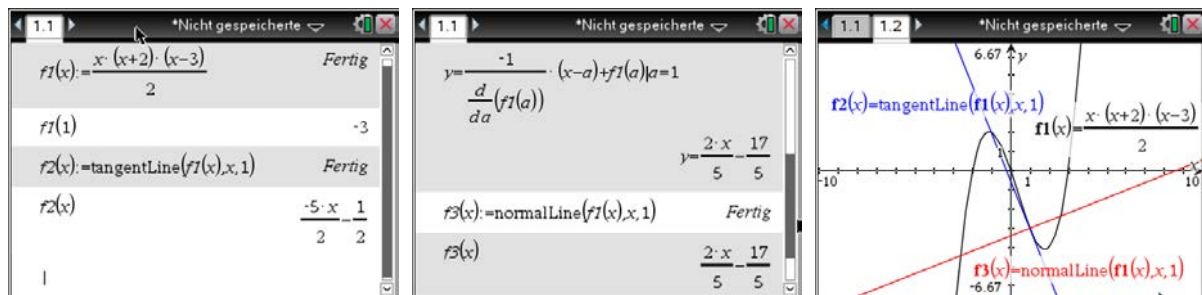 1.1
*Nicht gespeicherte
f1(x):=x·(x+2)·(x-3)/2
Fertig
f1(1)
-3
f2(x):=tangentLine(f1(x),x,1)
Fertig
f2(x)
-5·x/2-1/2
1.1
*Nicht gespeicherte
y=-1/(d/da(f1(a)))·(x-a)+f1(a)|a=1
y=2·x/5-17/5
f3(x):=normalLine(f1(x),x,1)
Fertig
f3(x)
2·x/5-17/5
1.1
1.2
*Nicht gespeicherte
6.67
y
f2(x)=tangentLine(f1(x),x,1)
f1(x)=x·(x+2)·(x-3)/2
1
-10
1
x
10
f3(x)=normalLine(f1(x),x,1)
-6.67